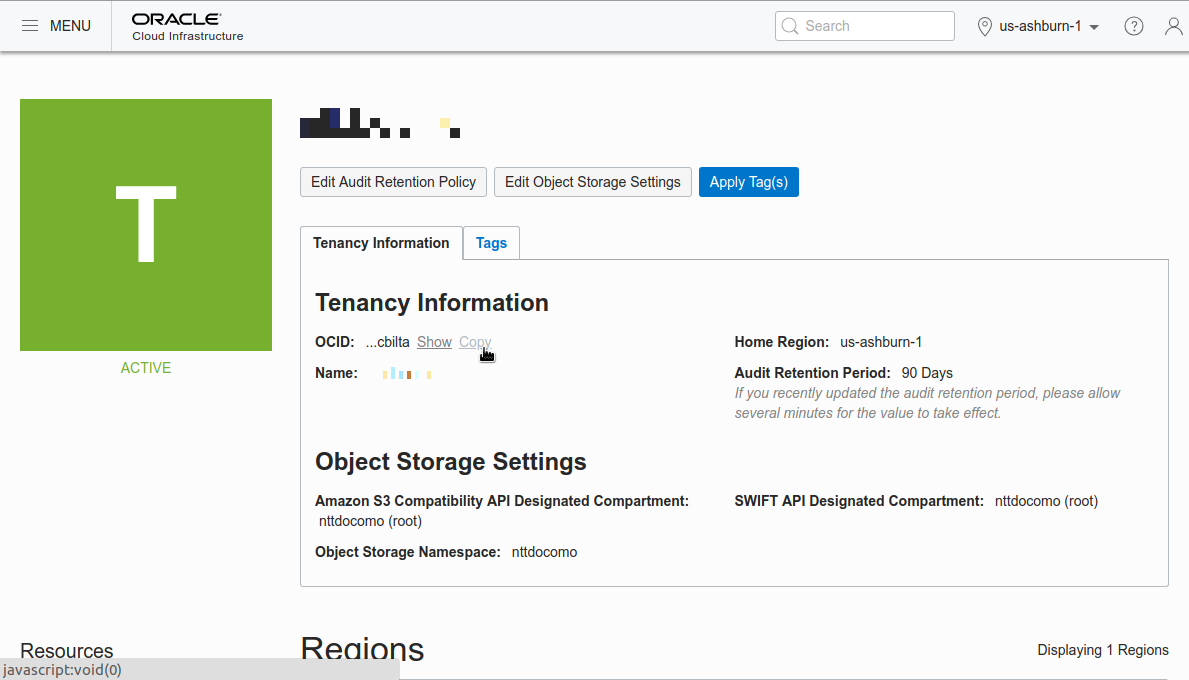 MENU
ORACLE
Cloud Infrastructure
Search
us-ashburn-1
?
T
ACTIVE
Edit Audit Retention Policy
Edit Object Storage Settings
Apply Tag(s)
Tenancy Information
Tags
Tenancy Information
OCID: ...cbilta Show Copy
Name:
Home Region: us-ashburn-1
Audit Retention Period: 90 Days
If you recently updated the audit retention period, please allow
several minutes for the value to take effect.
Object Storage Settings
Amazon S3 Compatibility API Designated Compartment:
nttdocomo (root)
SWIFT API Designated Compartment: nttdocomo (root)
Object Storage Namespace: nttdocomo
Resources
Regions
Displaying 1 Regions
javascript:void(0)